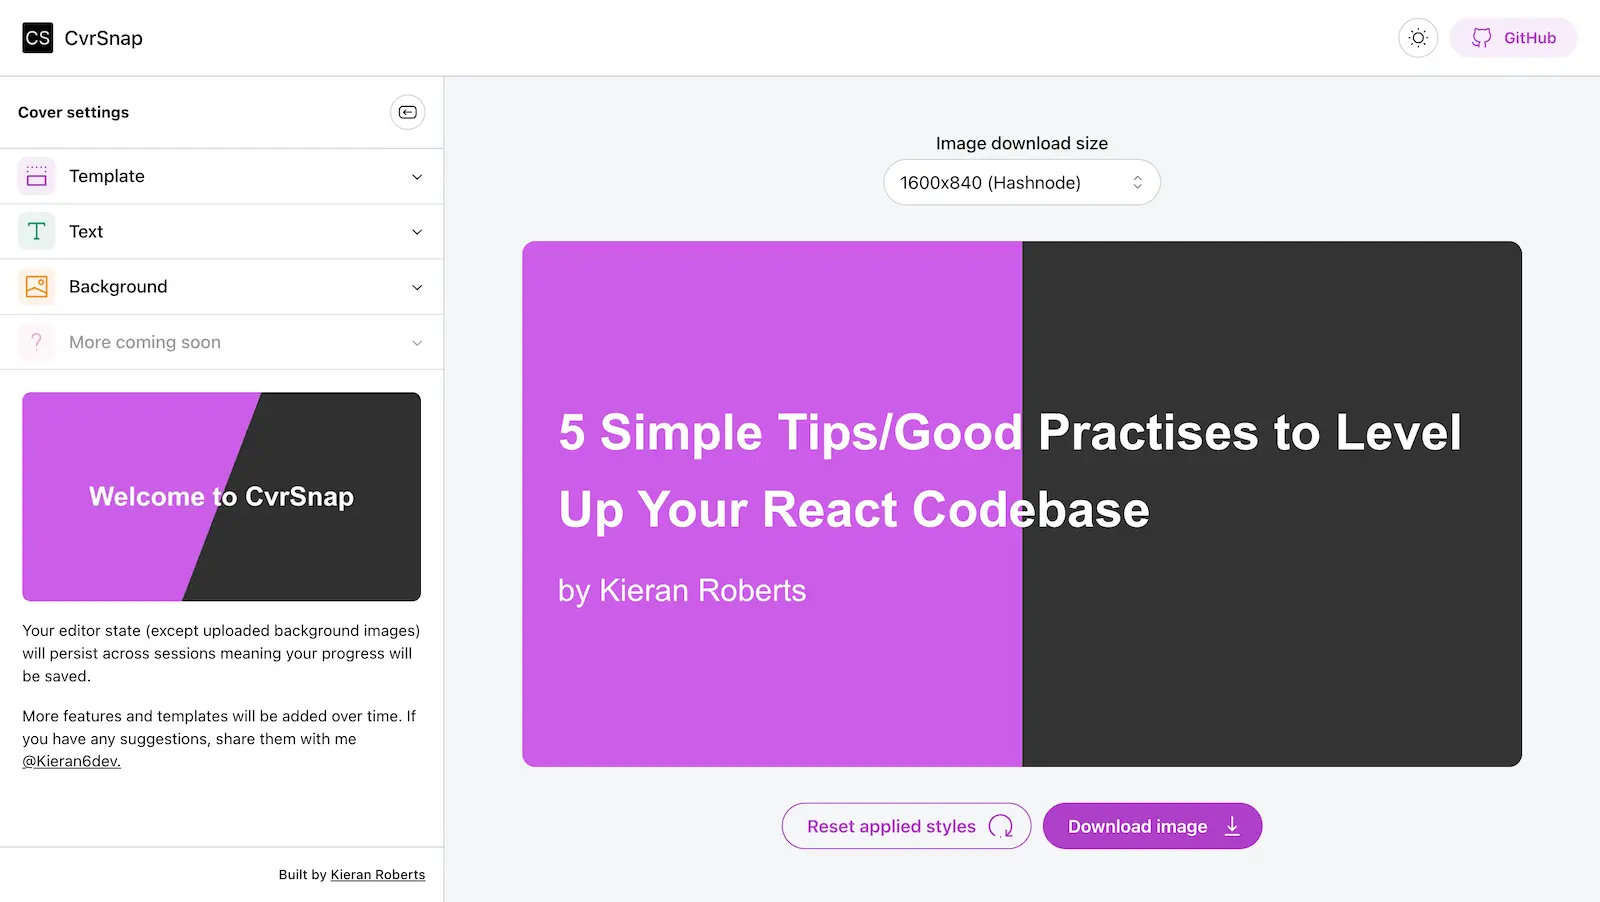 CS CvrSnap
GitHub
Cover settings
Template
Text
Background
? More coming soon
Welcome to CvrSnap
Your editor state (except uploaded background images)
will persist across sessions meaning your progress will
be saved.
More features and templates will be added over time. If
you have any suggestions, share them with me
@Kieran6dev.
Built by Kieran Roberts
Image download size
1600x840 (Hashnode)
5 Simple Tips/Good Practises to Level
Up Your React Codebase
by Kieran Roberts
Reset applied styles
Download image